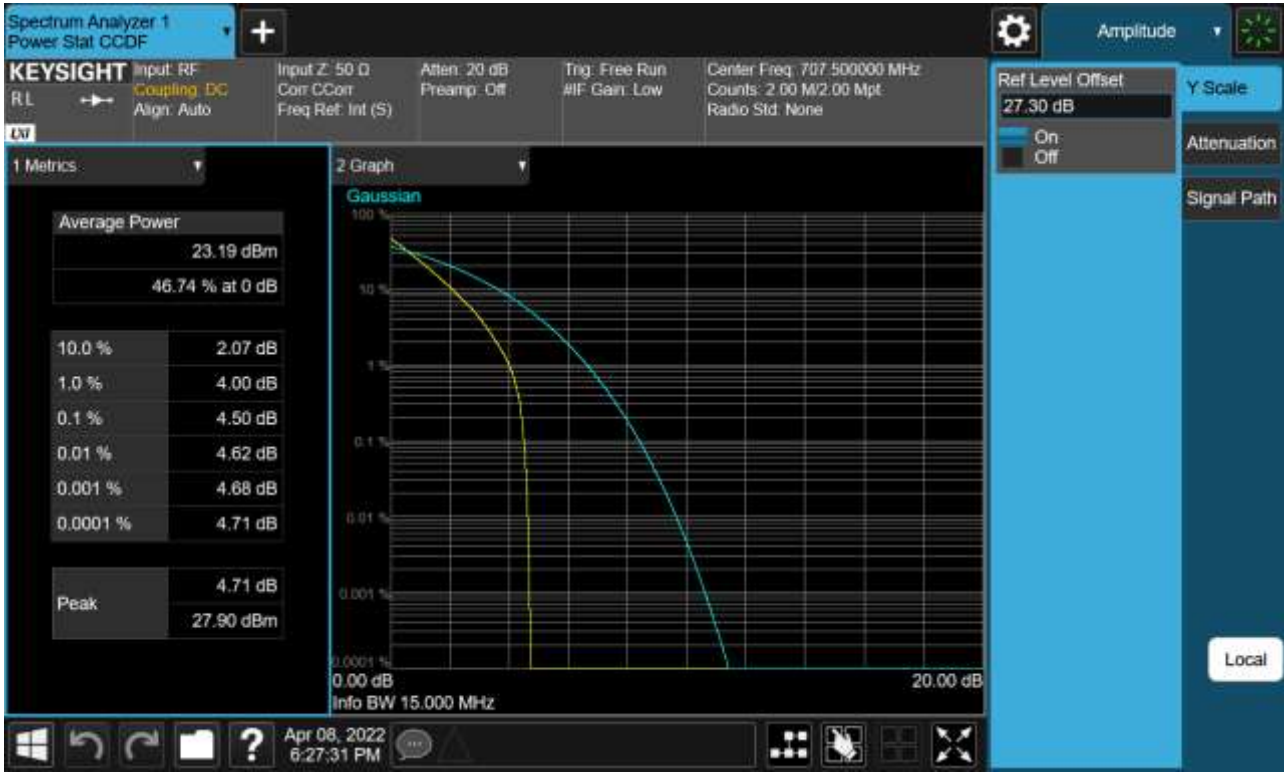 Spectrum Analyzer 1
Power Stat CCDF
+
Amplitude
KEYSIGHT
RL
LXI
Input: RF
Coupling: DC
Align: Auto
Input Z: 50 Ω
Corr CCorr
Freq Ref: Int (S)
Atten: 20 dB
Preamp: Off
Trig: Free Run
#IF Gain: Low
Center Freq: 707.500000 MHz
Counts: 2.00 M/2.00 Mpt
Radio Std: None
Ref Level Offset
27.30 dB
On
Off
Y Scale
Attenuation
Signal Path
1 Metrics
Average Power
23.19 dBm
46.74 % at 0 dB
10.0 % 2.07 dB
1.0 % 4.00 dB
0.1 % 4.50 dB
0.01 % 4.62 dB
0.001 % 4.68 dB
0.0001 % 4.71 dB
Peak
4.71 dB
27.90 dBm
2 Graph
Gaussian
100 %
10 %
1 %
0.1 %
0.01 %
0.001 %
0.0001 %
0.00 dB 20.00 dB
Info BW 15.000 MHz
Local
?
Apr 08, 2022
6:27:31 PM